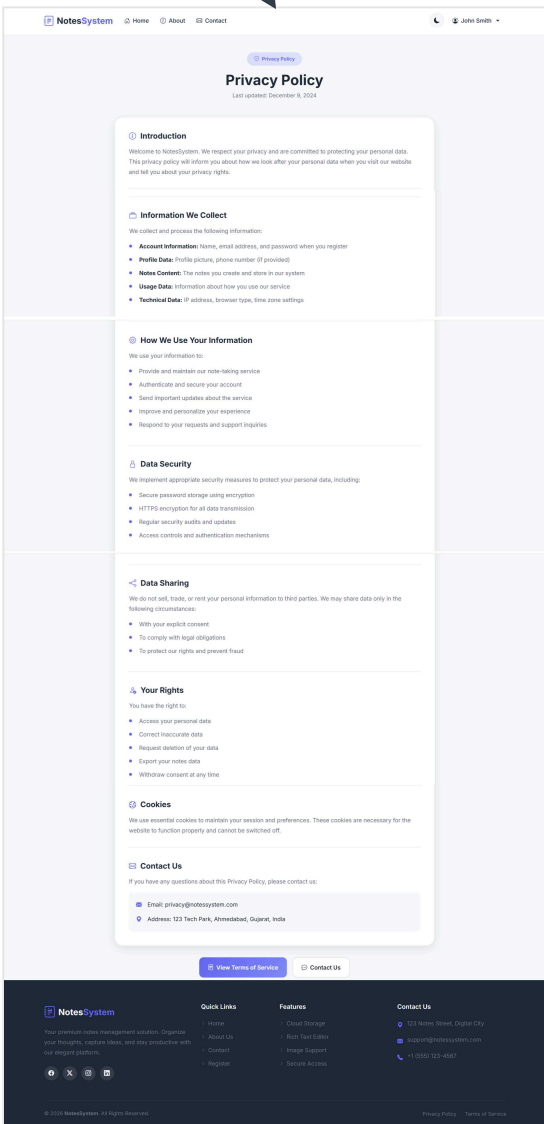 NotesSystem Home About Contact John Smith
Privacy Policy
Privacy Policy
Last updated: December 9, 2024
Introduction
Welcome to NotesSystem. We respect your privacy and are committed to protecting your personal data.
This privacy policy will inform you about how we look after your personal data when you visit our website
and tell you about your privacy rights.
Information We Collect
We collect and process the following information:
Account Information: Name, email address, and password when you register
Profile Data: Profile picture, phone number (if provided)
Notes Content: The notes you create and store in our system
Usage Data: Information about how you use our service
Technical Data: IP address, browser type, time zone settings
How We Use Your Information
We use your information to:
Provide and maintain our note-taking service
Authenticate and secure your account
Send important updates about the service
Improve and personalize your experience
Respond to your requests and support inquiries
Data Security
We implement appropriate security measures to protect your personal data, including:
Secure password storage using encryption
HTTPS encryption for all data transmission
Regular security audits and updates
Access controls and authentication mechanisms
Data Sharing
We do not sell, trade, or rent your personal information to third parties. We may share data only in the
following circumstances:
With your explicit consent
To comply with legal obligations
To protect our rights and prevent fraud
Your Rights
You have the right to:
Access your personal data
Correct inaccurate data
Request deletion of your data
Export your notes data
Withdraw consent at any time
Cookies
We use essential cookies to maintain your session and preferences. These cookies are necessary for the
website to function properly and cannot be switched off.
Contact Us
If you have any questions about this Privacy Policy, please contact us:
Email: privacy@notessystem.com
Address: 123 Tech Park, Ahmedabad, Gujarat, India
View Terms of Service Contact Us
NotesSystem
Your premium notes management solution. Organize
your thoughts, capture ideas, and stay productive with
our elegant platform.
Quick Links
Home
About Us
Contact
Register
Features
Cloud Storage
Rich Text Editor
Image Support
Secure Access
Contact Us
123 Notes Street, Digital City
support@notessystem.com
+1 (555) 123-4567
© 2026 NotesSystem. All Rights Reserved.
Privacy Policy Terms of Service